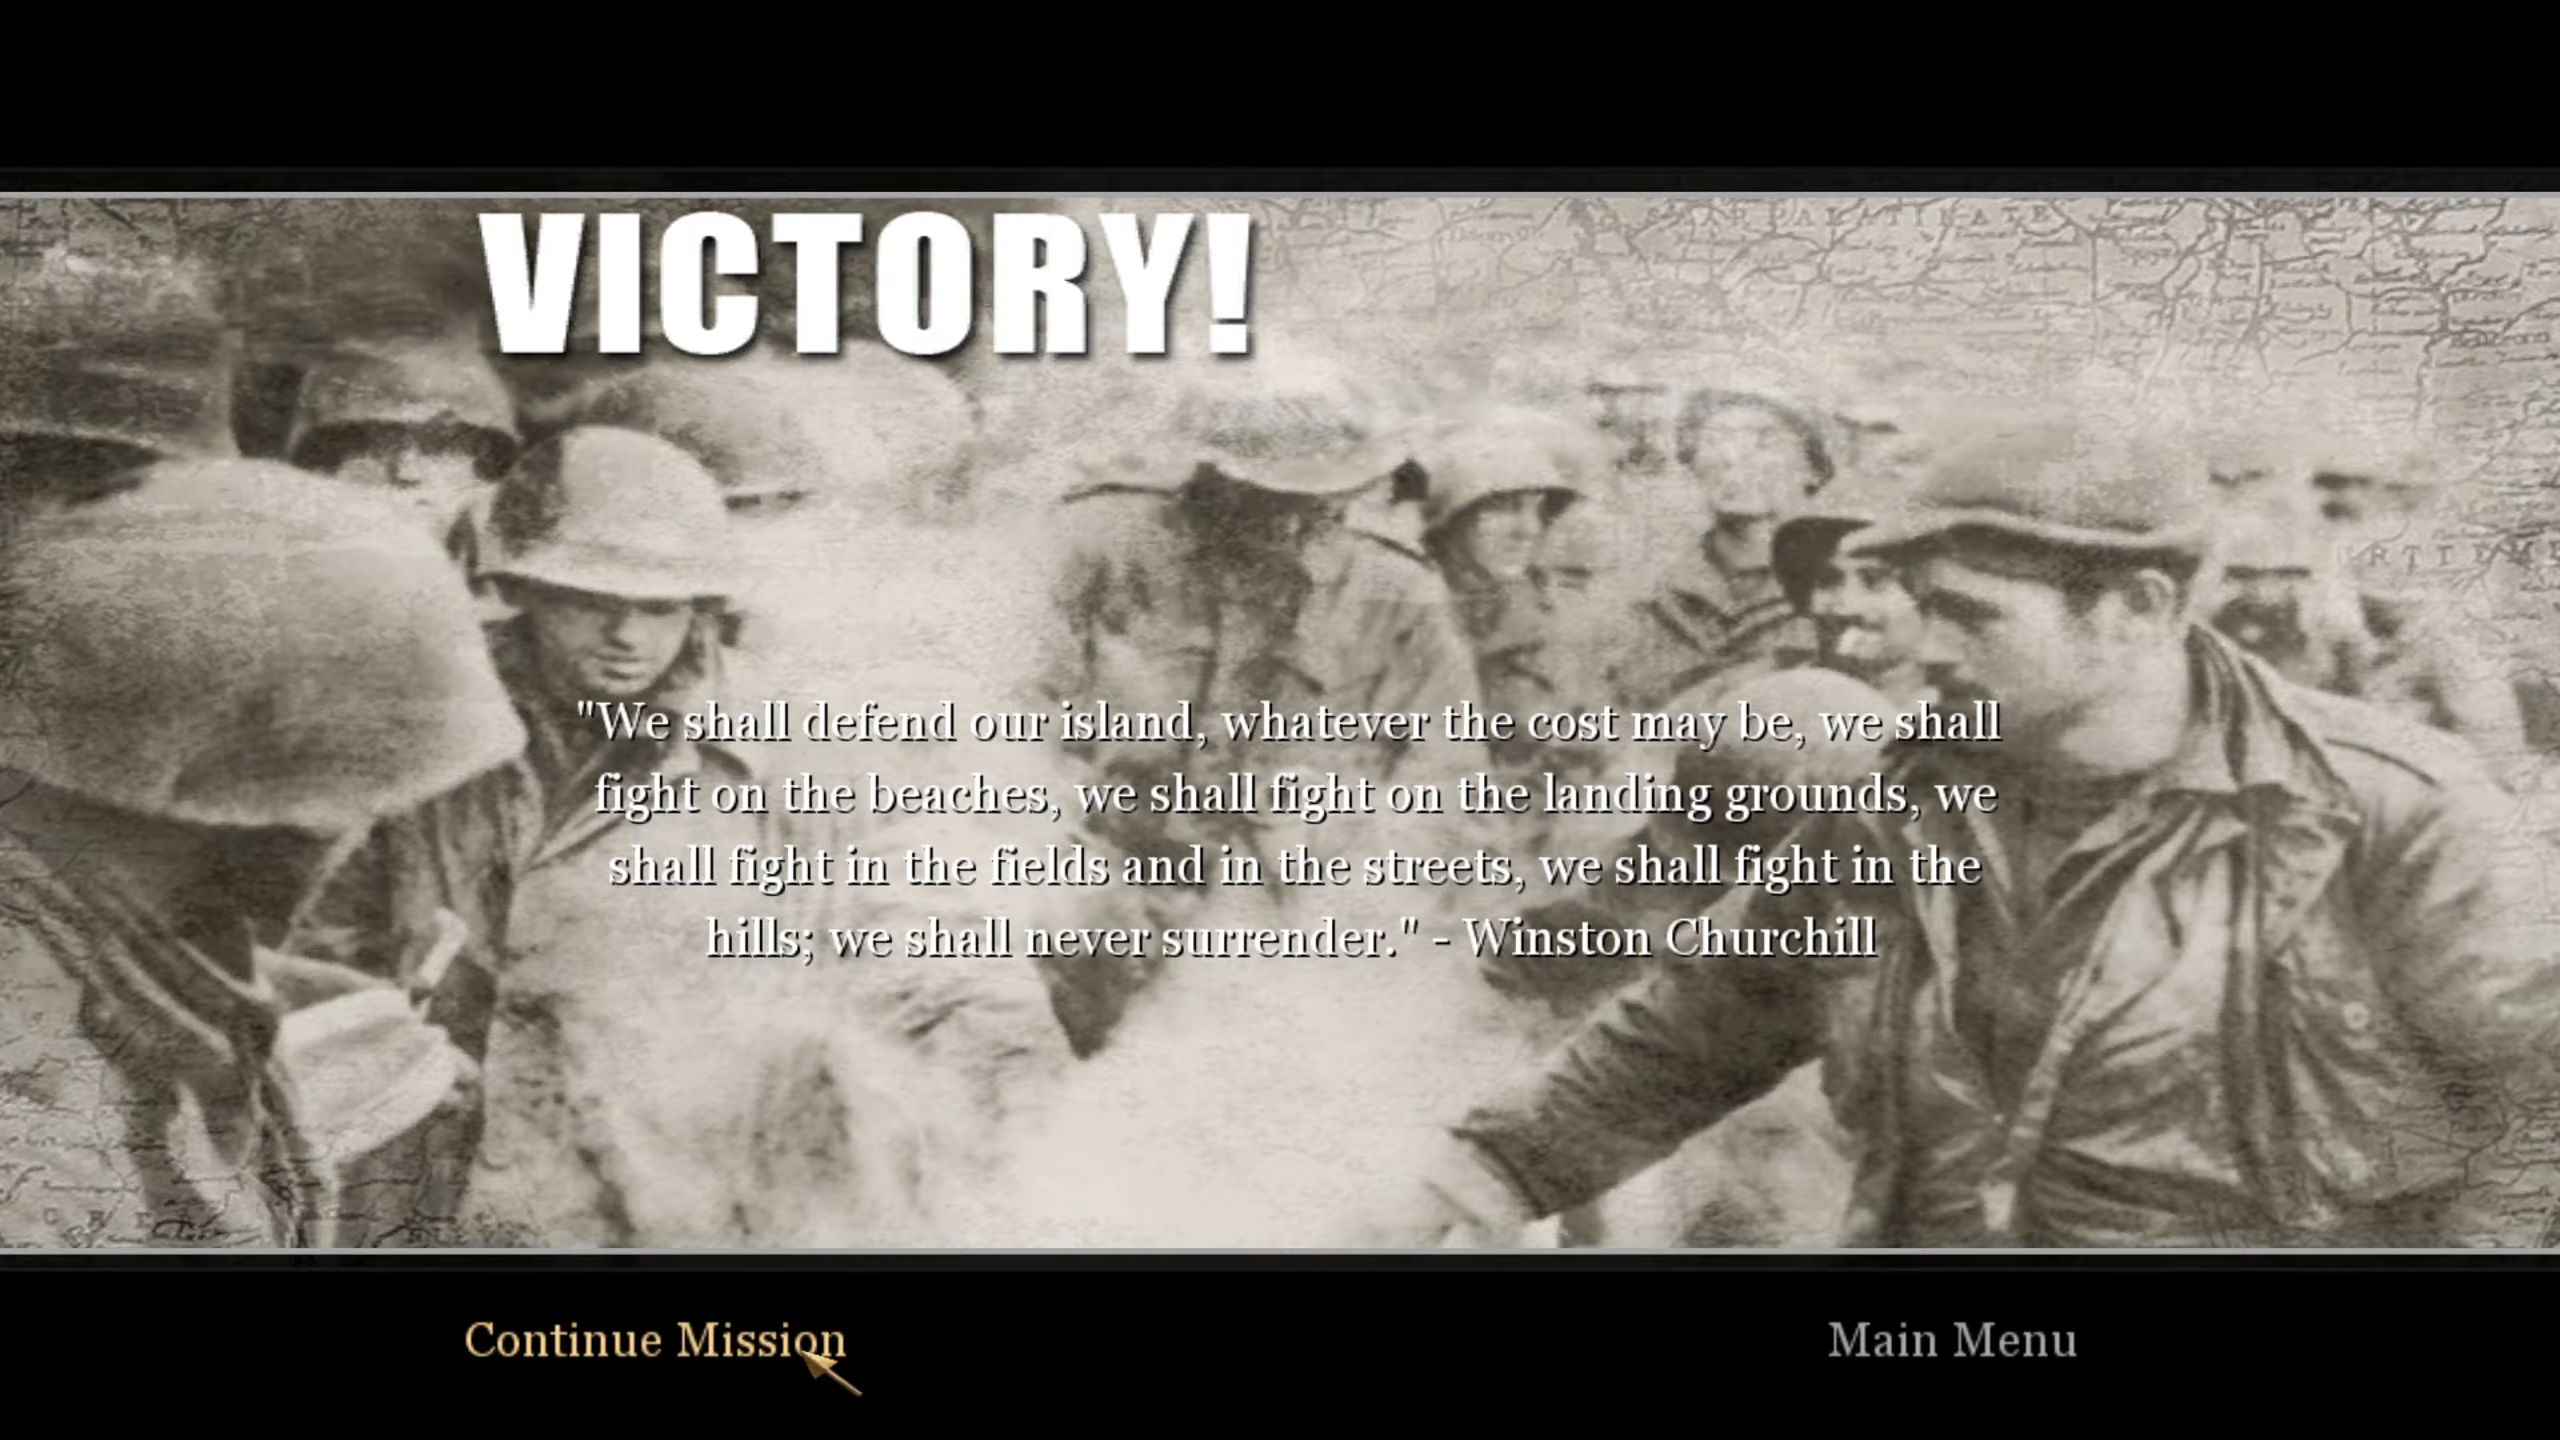 VICTORY!
"We shall defend our island, whatever the cost may be, we shall
fight on the beaches, we shall fight on the landing grounds, we
shall fight in the fields and in the streets, we shall fight in the
hills; we shall never surrender." - Winston Churchill
Continue Mission
Main Menu